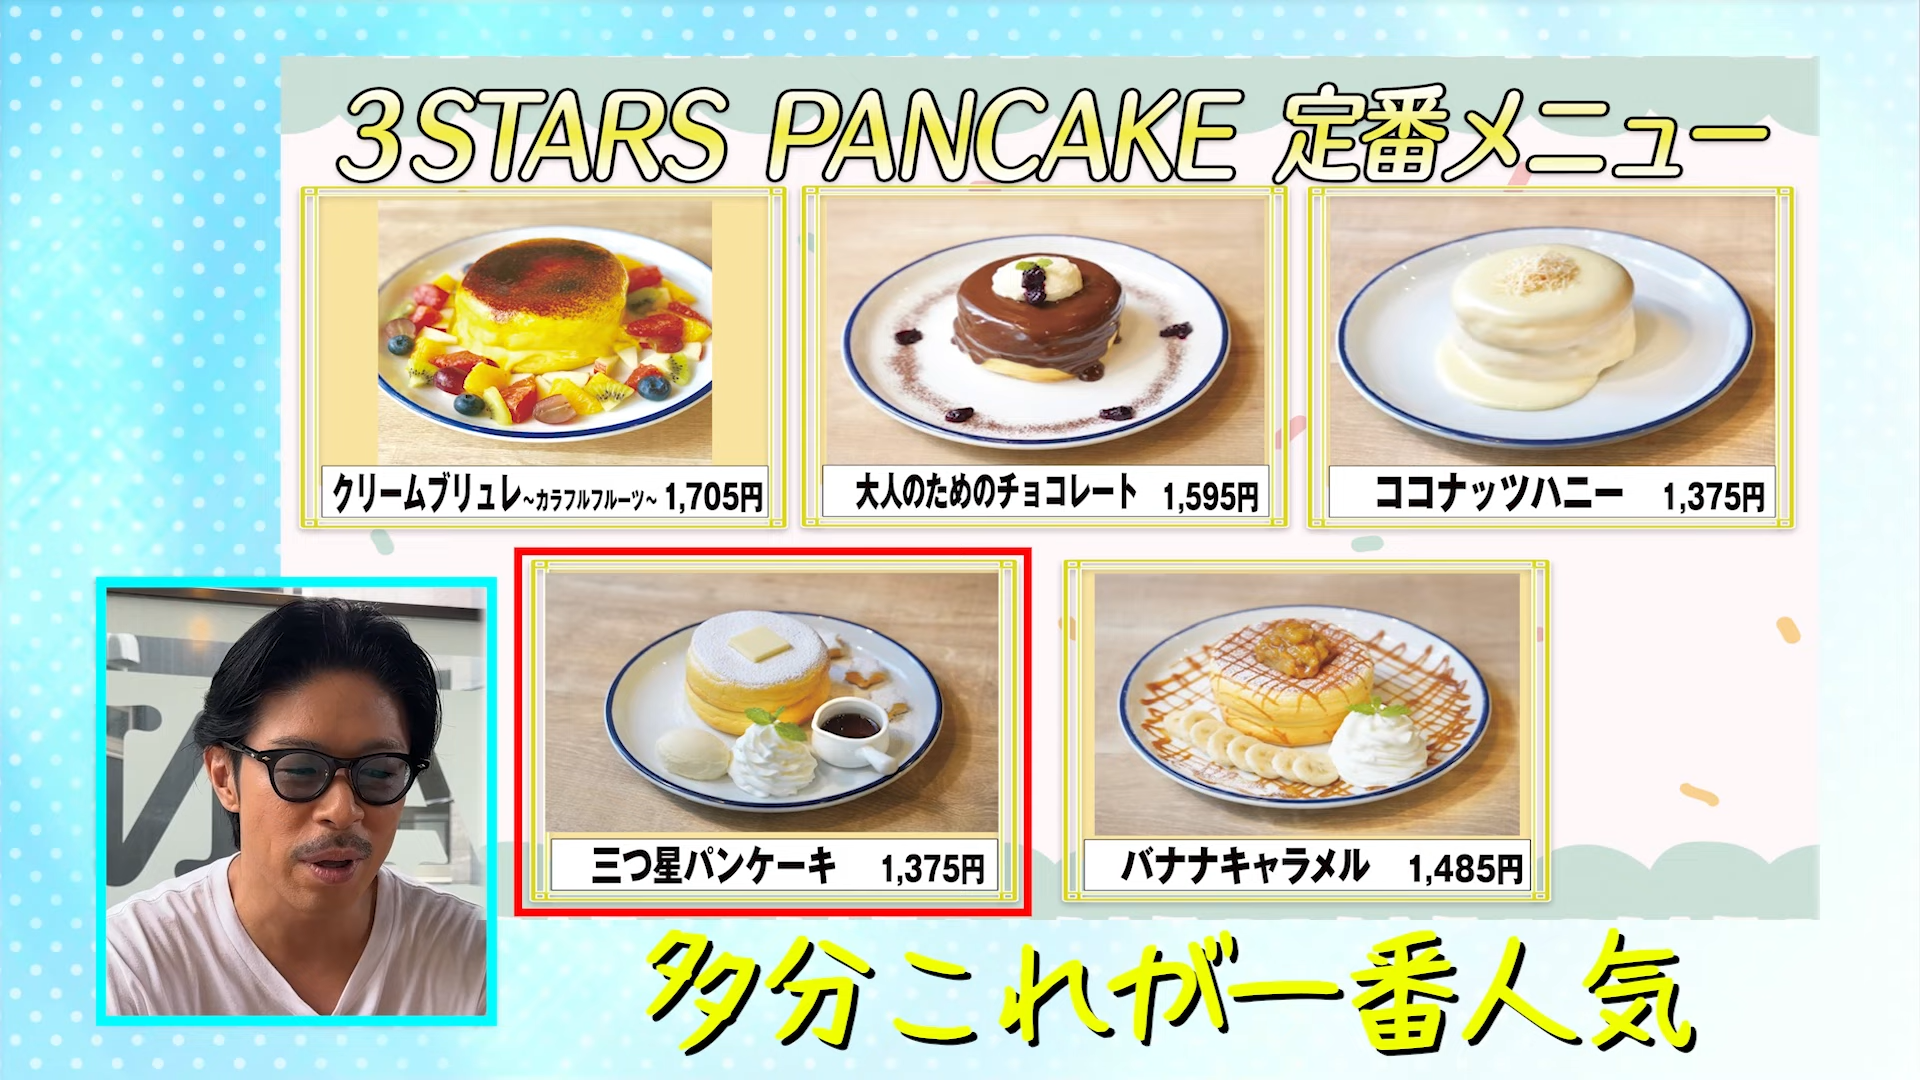 3STARS PANCAKE 定番メニュー
クリームブリュレ~カラフルフルーツ~ 1,705円
大人のためのチョコレート 1,595円
ココナッツハニー 1,375円
三つ星パンケーキ 1,375円
バナナキャラメル 1,485円
多分これが一番人気